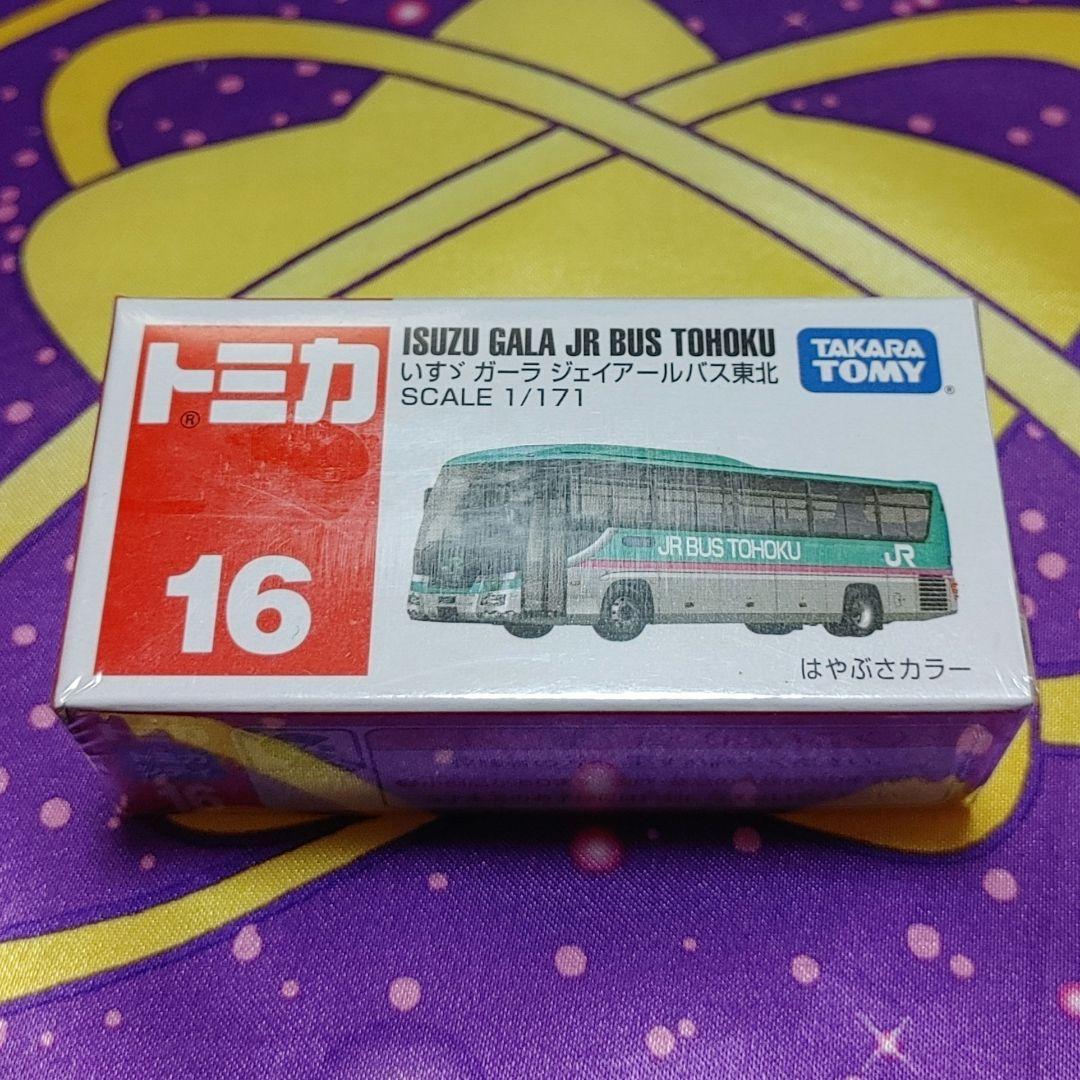 トミカ
®
16
ISUZU GALA JR BUS TOHOKU
いすゞ ガーラ ジェイアールバス東北
SCALE 1/171
TAKARA
TOMY
®
JR BUS TOHOKU
JR
はやぶさカラー
16